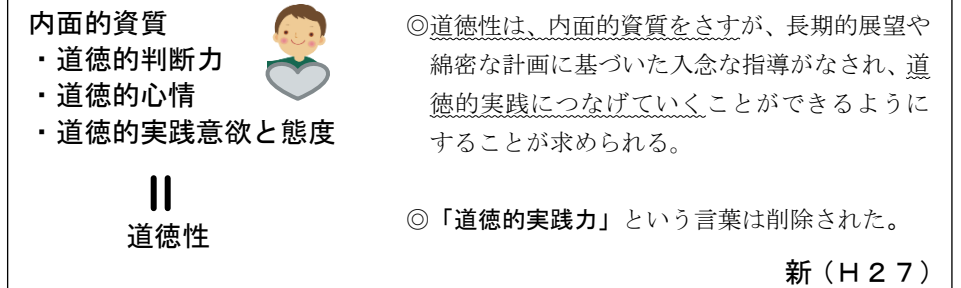 内面的資質
・道徳的判断力
・道徳的心情
・道徳的実践意欲と態度
＝
道徳性
◎道徳性は、内面的資質をさすが、長期的展望や
綿密な計画に基づいた入念な指導がなされ、道
徳的実践につなげていくことができるように
することが求められる。
◎「道徳的実践力」という言葉は削除された。
新（Ｈ２７）